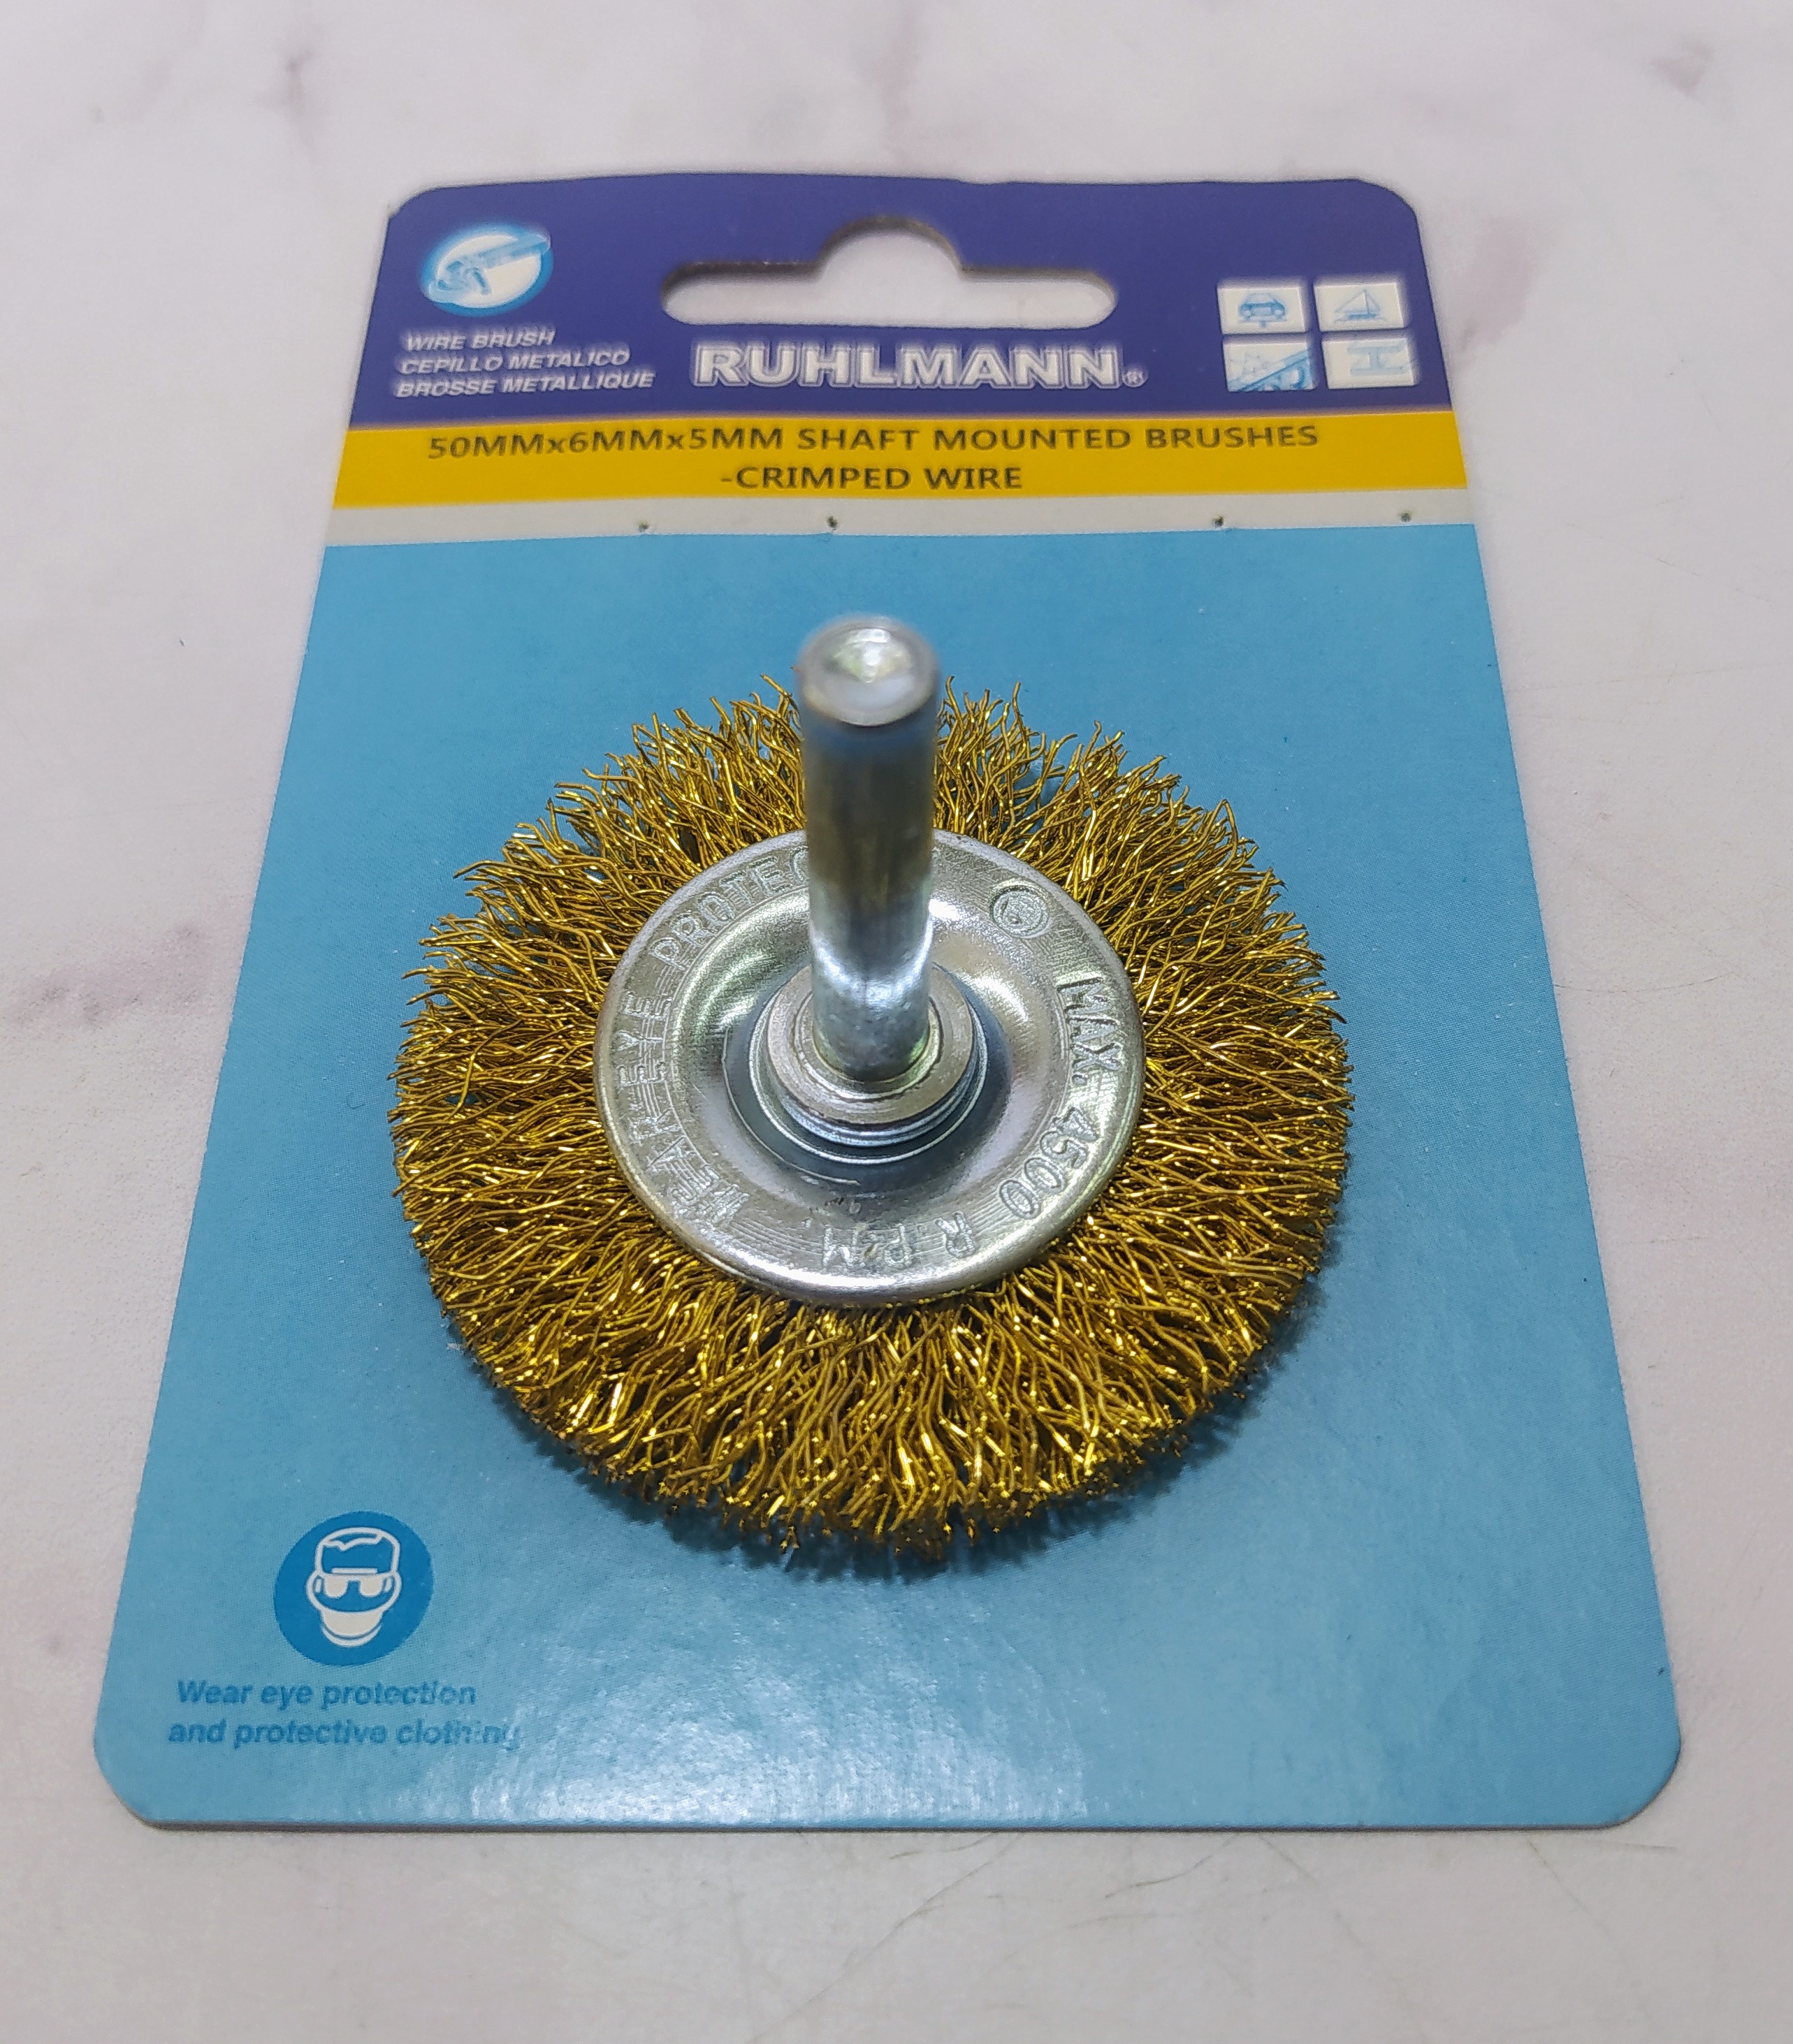 WIRE BRUSH
CEPILLO METALICO
BROSSE METALLIQUE
RUHLMANN®
50MMx6MMx5MM SHAFT MOUNTED BRUSHES
-CRIMPED WIRE
WEAR EYE PROTEC
MAX. 4500 R.P.M
Wear eye protection
and protective clothing